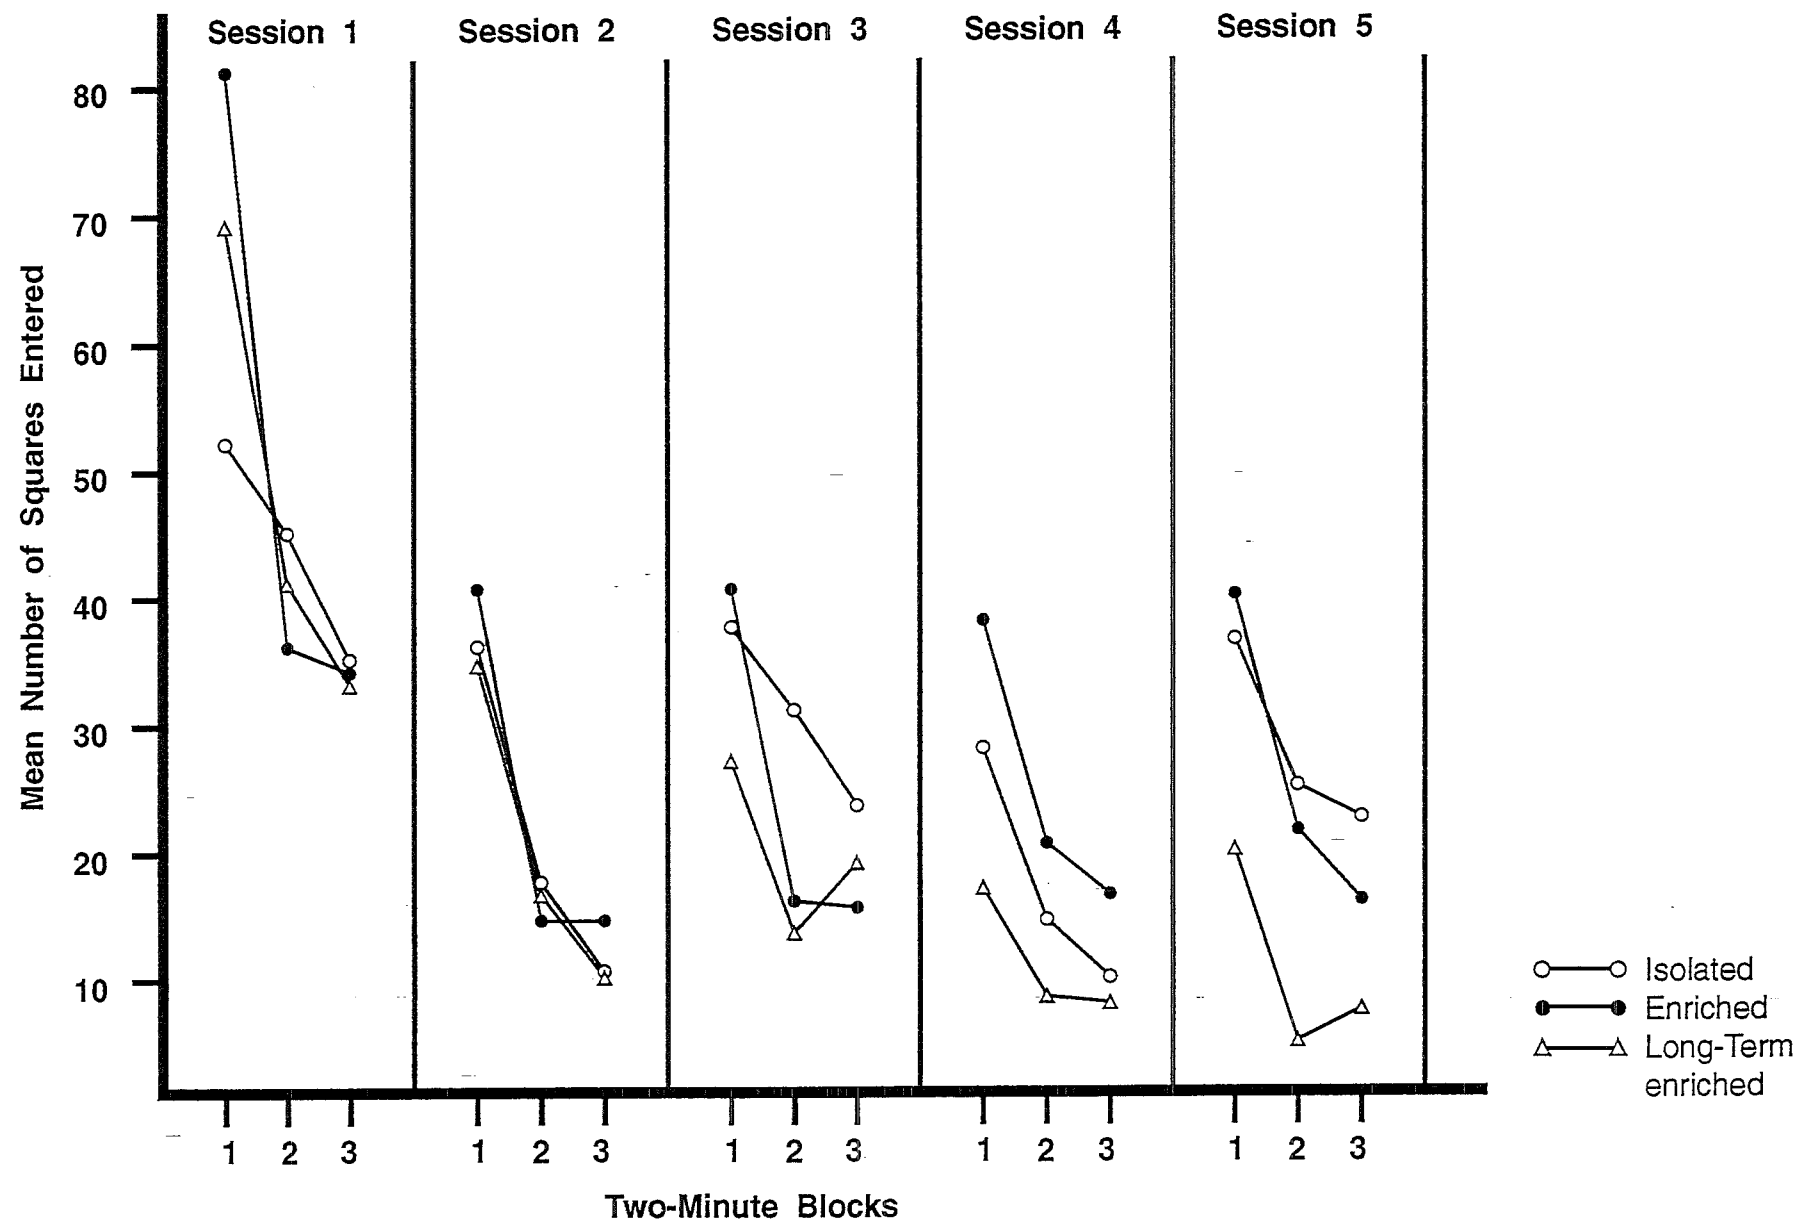 Session 1
Session 2
Session 3
Session 4
Session 5
80
70
60
50
40
30
20
10
Mean Number of Squares Entered
1 2 3
1 2 3
1 2 3
1 2 3
1 2 3
Two-Minute Blocks
Isolated
Enriched
Long-Term
enriched